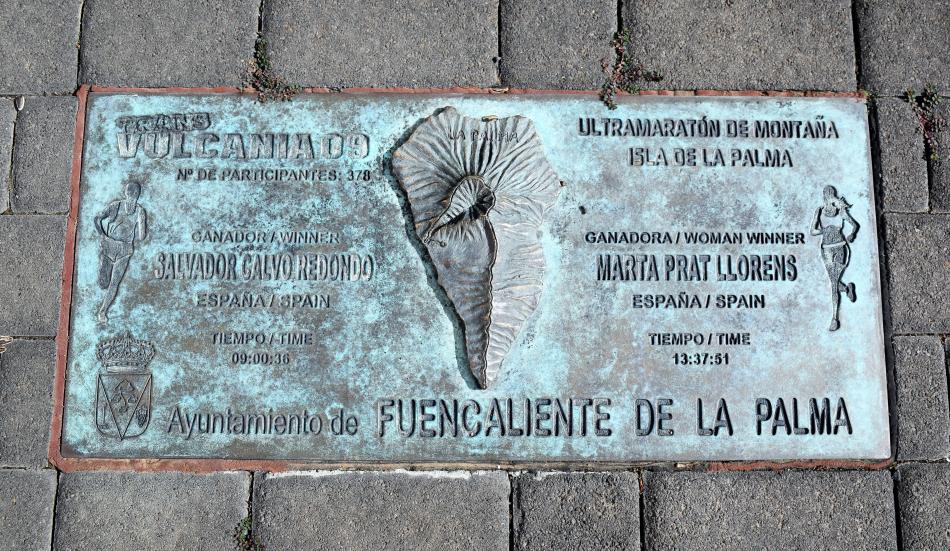 TRANS
VULCANIA09
Nº DE PARTICIPANTES: 378
GANADOR / WINNER
SALVADOR CALVO REDONDO
ESPAÑA / SPAIN
TIEMPO / TIME
09:00:36
LA PALMA
ULTRAMARATÓN DE MONTAÑA
ISLA DE LA PALMA
GANADORA / WOMAN WINNER
MARTA PRAT LLORENS
ESPAÑA / SPAIN
TIEMPO / TIME
13:37:51
Ayuntamiento de FUENCALIENTE DE LA PALMA